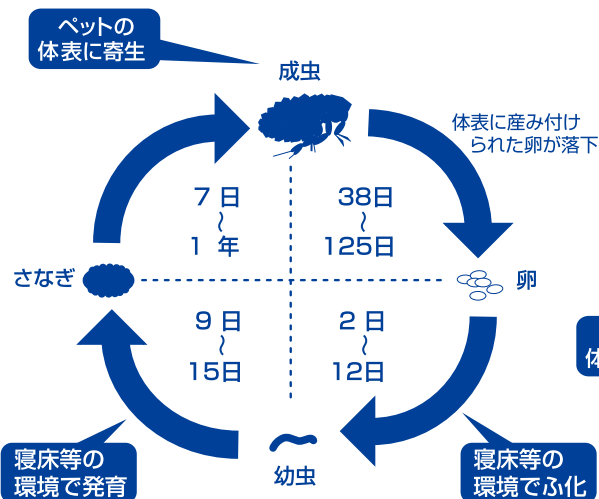 ペットの
体表に寄生
成虫
体表に産み付け
られた卵が落下
7 日
〜
1 年
38日
〜
125日
さなぎ
卵
9 日
〜
15日
2 日
〜
12日
体
幼虫
寝床等の
環境で発育
寝床等の
環境でふ化